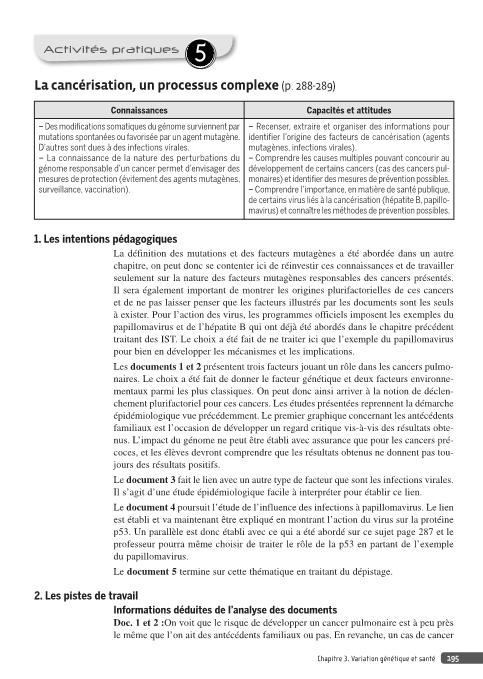 Activités pratiques 5
La cancérisation, un processus complexe (p. 288-289)
Connaissances
– Des modifications somatiques du génome surviennent par
mutations spontanées ou favorisée par un agent mutagène.
D'autres sont dues à des infections virales.
– La connaissance de la nature des perturbations du
génome responsable d'un cancer permet d'envisager des
mesures de protection (évitement des agents mutagènes,
surveillance, vaccination).
Capacités et attitudes
– Recenser, extraire et organiser des informations pour
identifier l'origine des facteurs de cancérisation (agents
mutagènes, infections virales).
– Comprendre les causes multiples pouvant concourir au
développement de certains cancers (cas des cancers pul-
monaires) et identifier des mesures de prévention possibles.
– Comprendre l'importance, en matière de santé publique,
de certains virus liés à la cancérisation (hépatite B, papillo-
mavirus) et connaître les méthodes de prévention possibles.
1. Les intentions pédagogiques
La définition des mutations et des facteurs mutagènes a été abordée dans un autre
chapitre, on peut donc se contenter ici de réinvestir ces connaissances et de travailler
seulement sur la nature des facteurs mutagènes responsables des cancers présentés.
Il sera également important de montrer les origines plurifactorielles de ces cancers
et de ne pas laisser penser que les facteurs illustrés par les documents sont les seuls
à exister. Pour l'action des virus, les programmes officiels imposent les exemples du
papillomavirus et de l'hépatite B qui ont déjà été abordés dans le chapitre précédent
traitant des IST. Le choix a été fait de ne traiter ici que l'exemple du papillomavirus
pour bien en développer les mécanismes et les implications.
Les documents 1 et 2 présentent trois facteurs jouant un rôle dans les cancers pulmo-
naires. Le choix a été fait de donner le facteur génétique et deux facteurs environne-
mentaux parmi les plus classiques. On peut donc ainsi arriver à la notion de déclen-
chement plurifactoriel pour ces cancers. Les études présentées reprennent la démarche
épidémiologique vue précédemment. Le premier graphique concernant les antécédents
familiaux est l'occasion de développer un regard critique vis-à-vis des résultats obte-
nus. L'impact du génome ne peut être établi avec assurance que pour les cancers pré-
coces, et les élèves devront comprendre que les résultats obtenus ne donnent pas tou-
jours des résultats positifs.
Le document 3 fait le lien avec un autre type de facteur que sont les infections virales.
Il s'agit d'une étude épidémiologique facile à interpréter pour établir ce lien.
Le document 4 poursuit l'étude de l'influence des infections à papillomavirus. Le lien
est établi et va maintenant être expliqué en montrant l'action du virus sur la protéine
p53. Un parallèle est donc établi avec ce qui a été abordé sur ce sujet page 287 et le
professeur pourra même choisir de traiter le rôle de la p53 en partant de l'exemple
du papillomavirus.
Le document 5 termine sur cette thématique en traitant du dépistage.
2. Les pistes de travail
Informations déduites de l'analyse des documents
Doc. 1 et 2 :On voit que le risque de développer un cancer pulmonaire est à peu près
le même que l'on ait des antécédents familiaux ou pas. En revanche, un cas de cancer
Chapitre 3. Variation génétique et santé 195